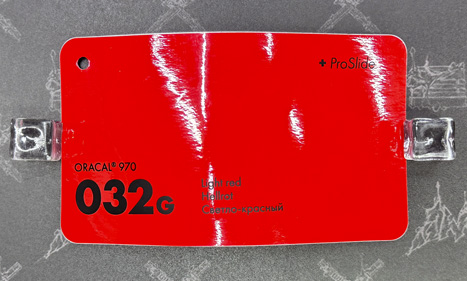 + ProSlide
ORACAL® 970
032G
Light red
Hellrot
Светло-красный